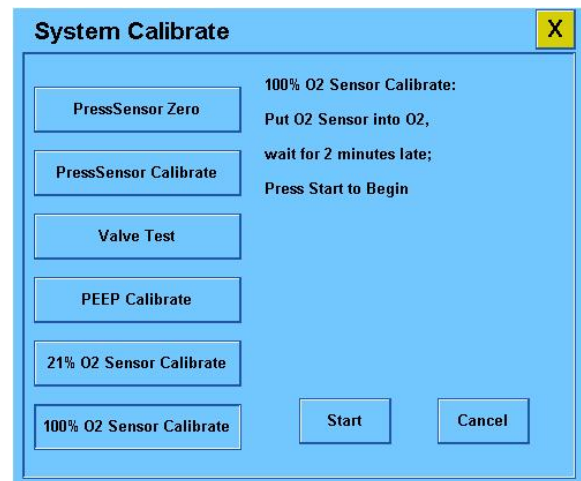 System Calibrate
X
PressSensor Zero
PressSensor Calibrate
Valve Test
PEEP Calibrate
21% O2 Sensor Calibrate
100% O2 Sensor Calibrate
100% O2 Sensor Calibrate:
Put O2 Sensor into O2,
wait for 2 minutes late;
Press Start to Begin
Start
Cancel